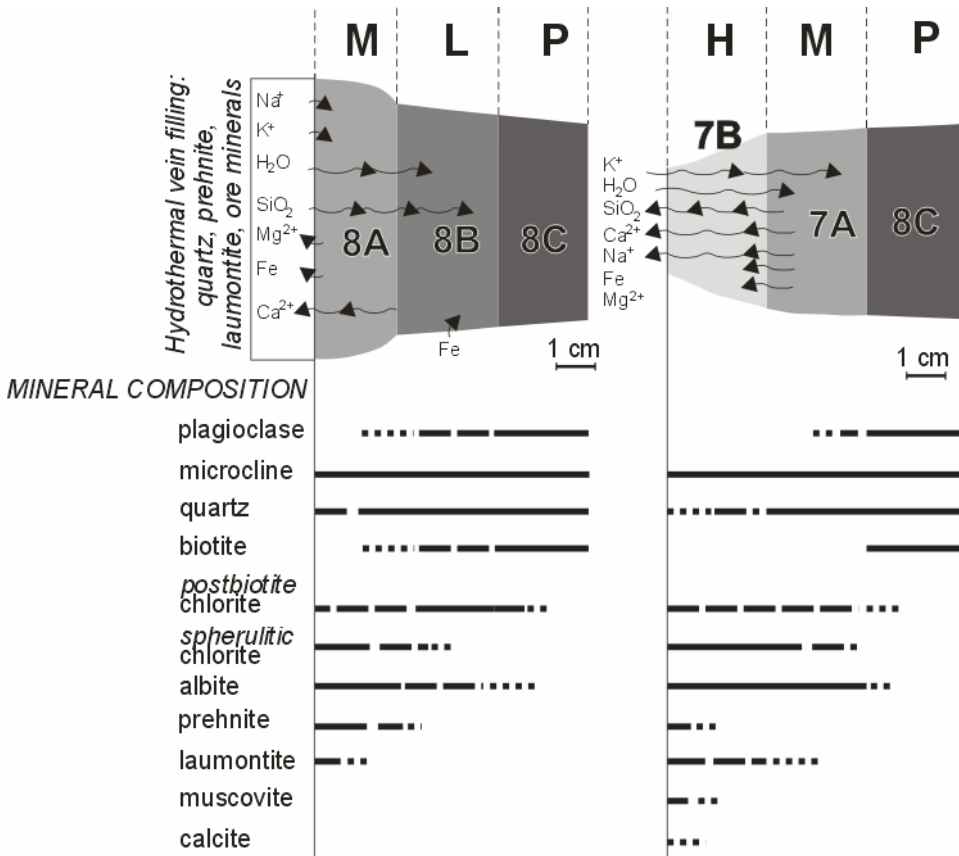 M L P H M P
Hydrothermal vein filling:
quartz, prehnite,
laumontite, ore minerals
Na⁺
K⁺
H₂O
SiO₂
Mg²⁺
Fe
Ca²⁺
8A 8B 8C
Fe
1 cm
7B
K⁺
H₂O
SiO₂
Ca²⁺
Na⁺
Fe
Mg²⁺
7A 8C
1 cm
MINERAL COMPOSITION
plagioclase
microcline
quartz
biotite
postbiotite
chlorite
spherulitic
chlorite
albite
prehnite
laumontite
muscovite
calcite